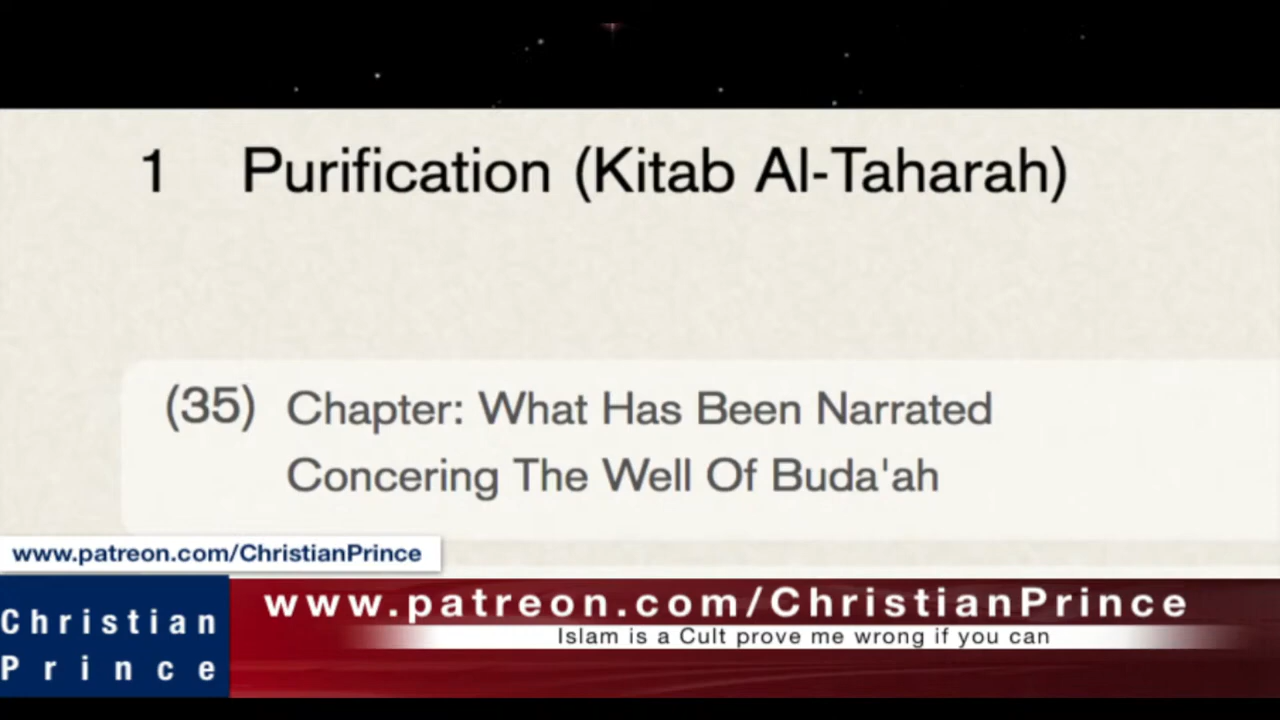 1 Purification (Kitab Al-Taharah)
(35) Chapter: What Has Been Narrated
Concering The Well Of Buda'ah
www.patreon.com/ChristianPrince
Christian
Prince
www.patreon.com/ChristianPrince
Islam is a Cult prove me wrong if you can